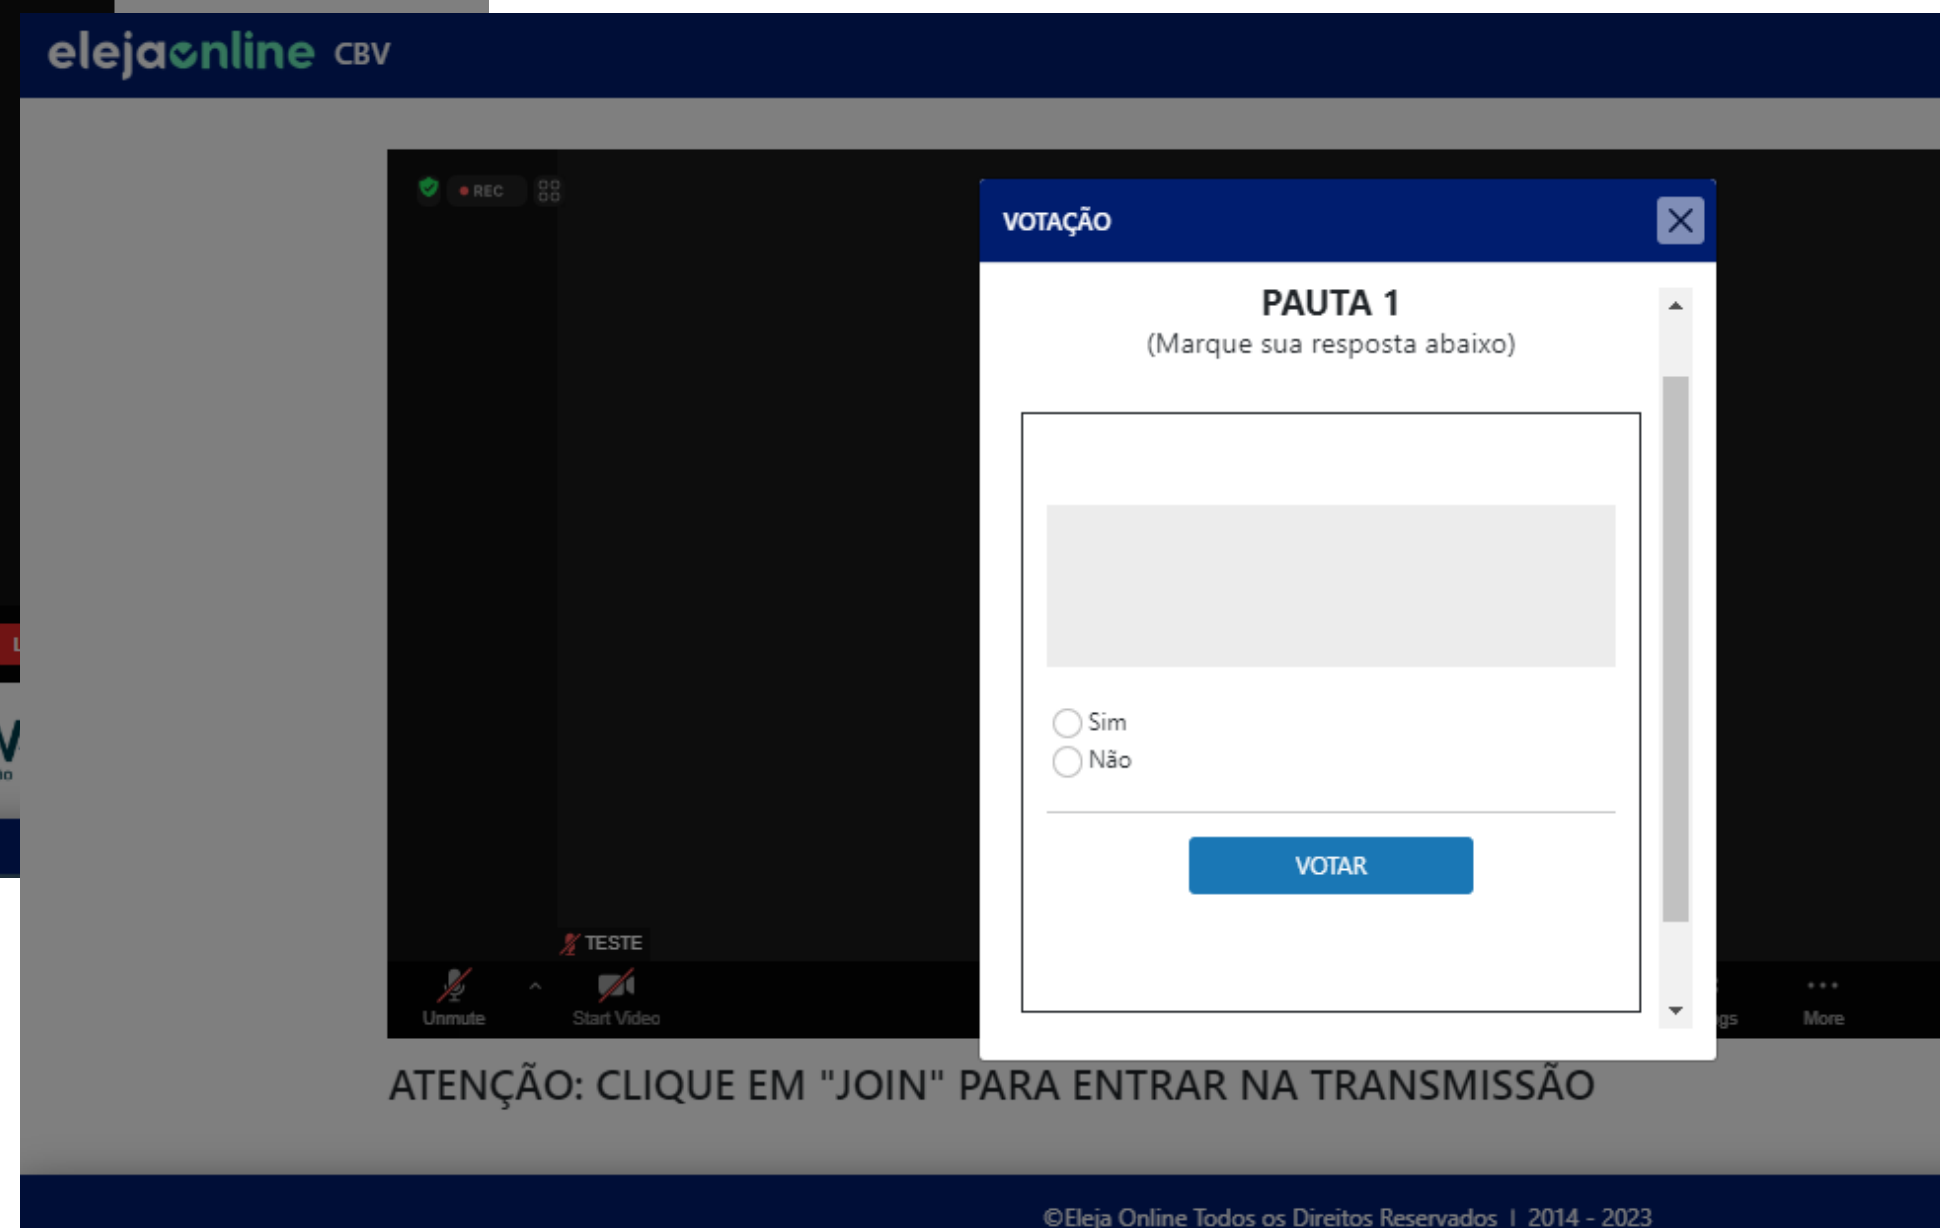 elejaonline CBV
REC
VOTAÇÃO
PAUTA 1
(Marque sua resposta abaixo)
Sim
Não
VOTAR
TESTE
Unmute
Start Video
gs
More
ATENÇÃO: CLIQUE EM "JOIN" PARA ENTRAR NA TRANSMISSÃO
©Eleja Online Todos os Direitos Reservados | 2014 - 2023